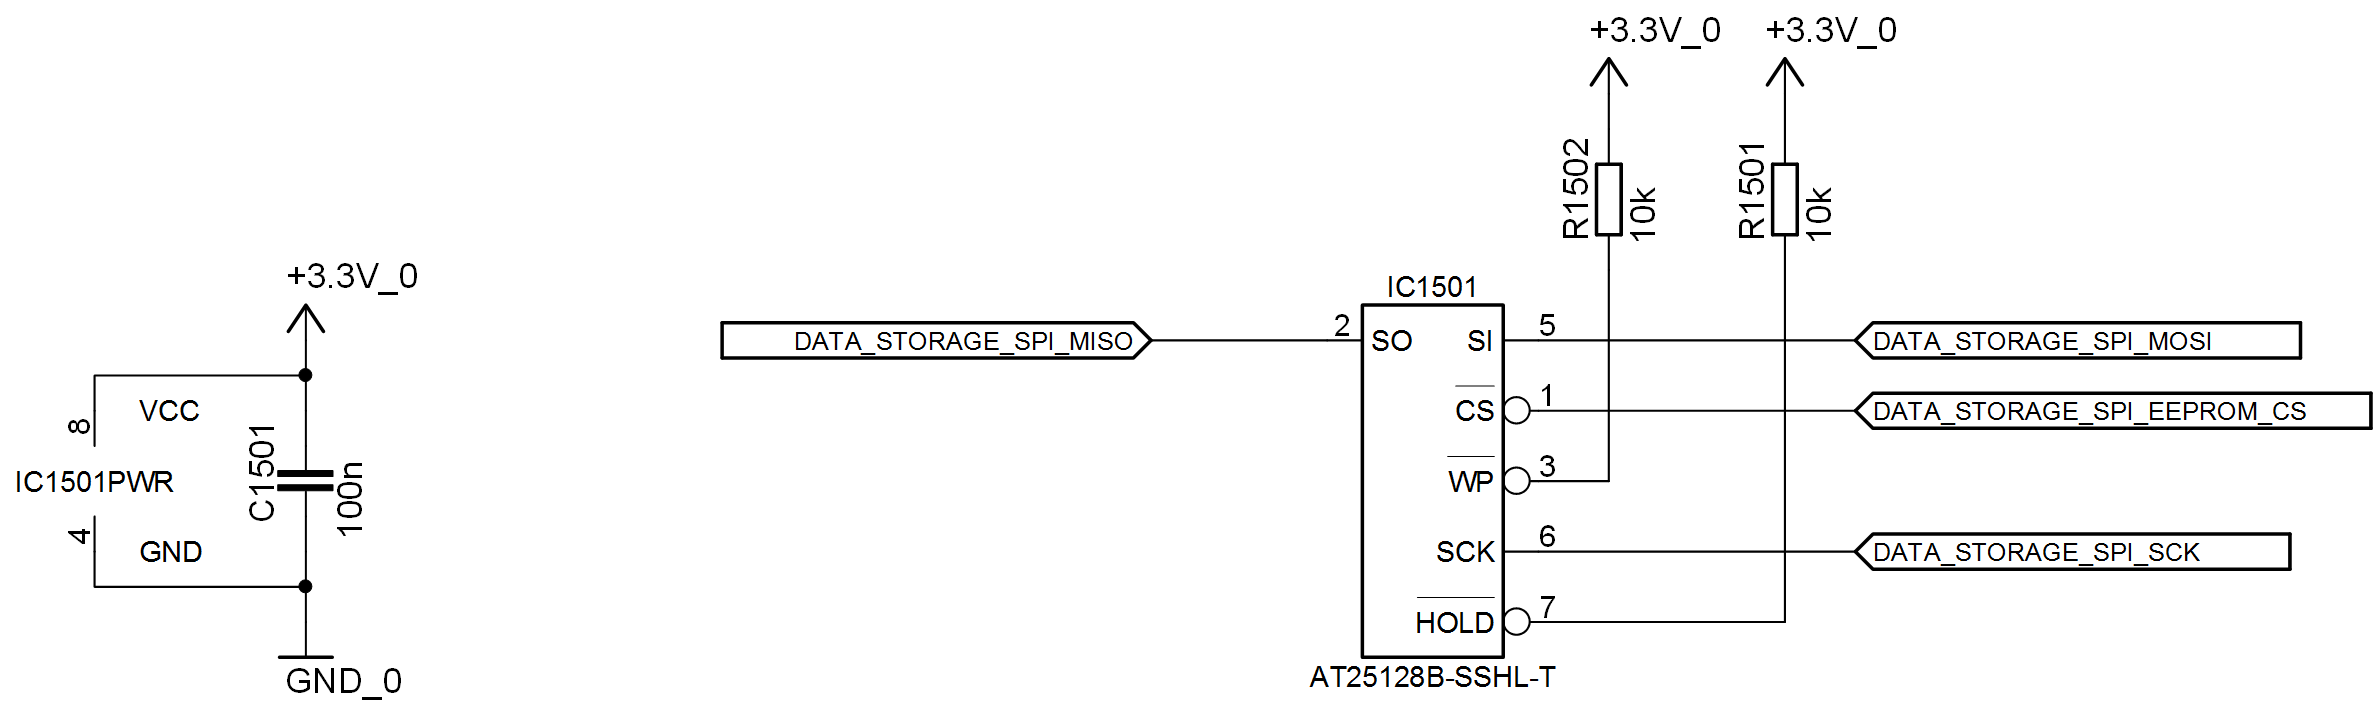 +3.3V_0 +3.3V_0
R1502 10k R1501 10k
+3.3V_0
IC1501
DATA_STORAGE_SPI_MISO 2 SO SI 5 DATA_STORAGE_SPI_MOSI
8 VCC CS 1 DATA_STORAGE_SPI_EEPROM_CS
IC1501PWR C1501 100n WP 3
4 GND SCK 6 DATA_STORAGE_SPI_SCK
HOLD 7
GND_0 AT25128B-SSHL-T